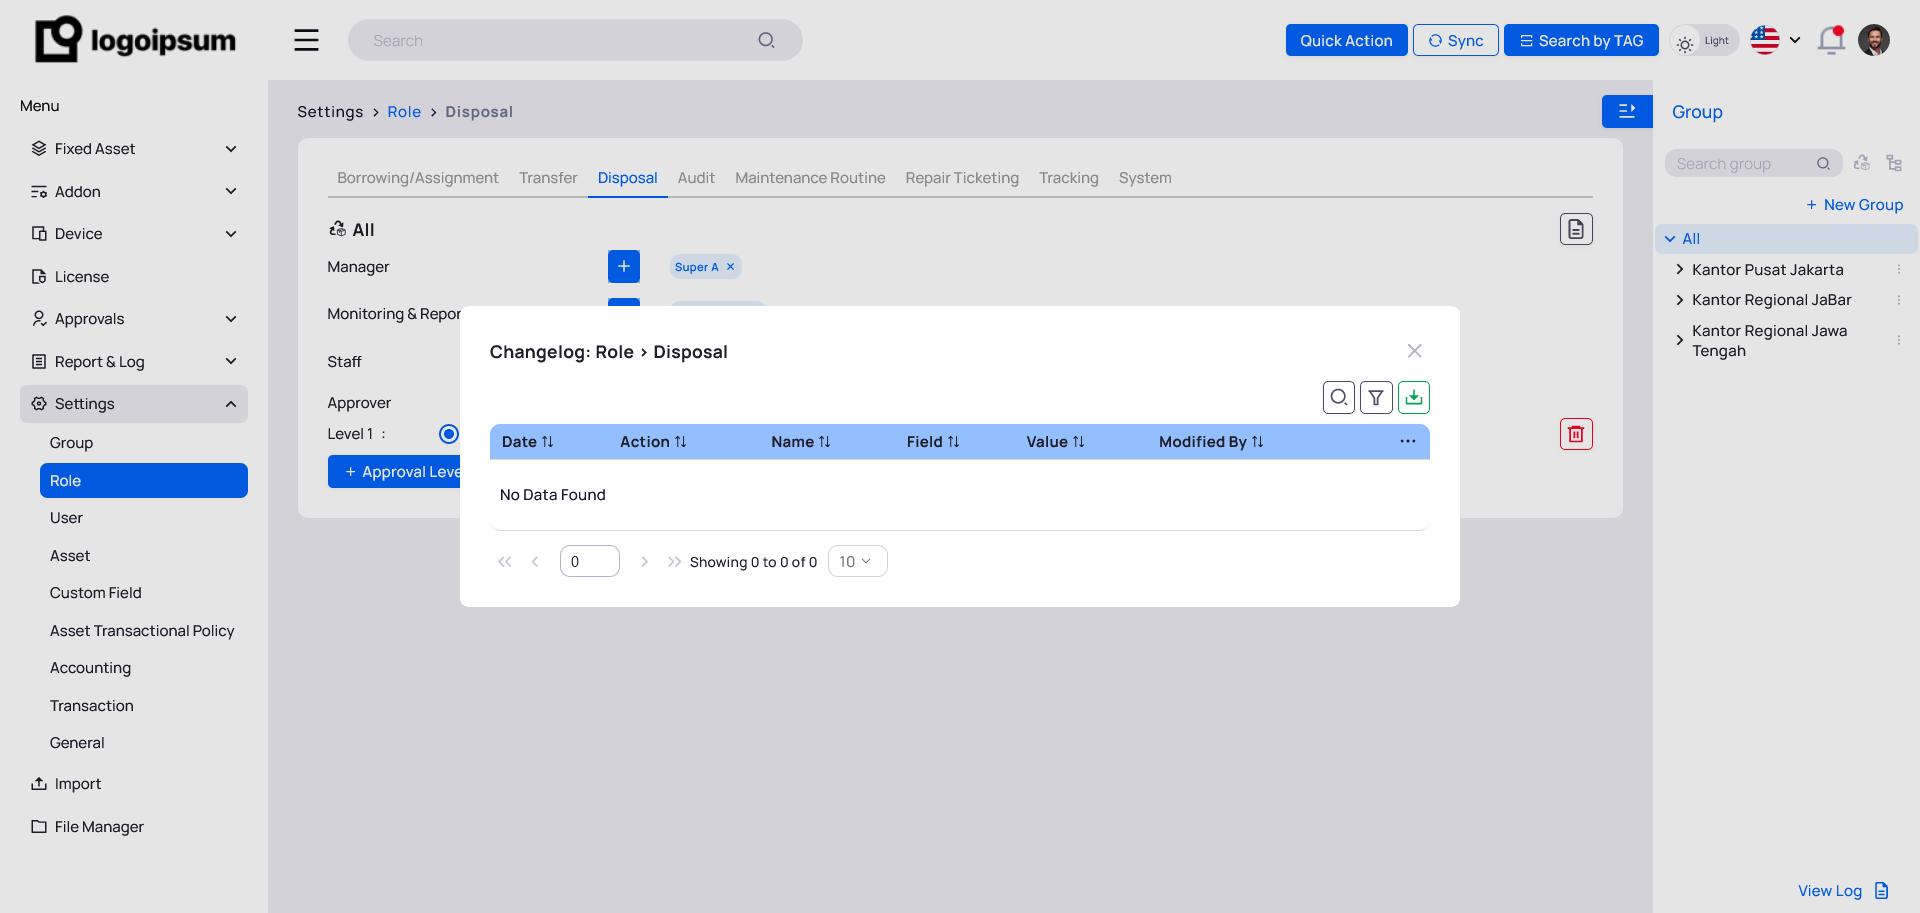 logoipsum
Search
Quick Action
Sync
Search by TAG
Light
Menu
Fixed Asset
Addon
Device
License
Approvals
Report & Log
Settings
Group
Role
User
Asset
Custom Field
Asset Transactional Policy
Accounting
Transaction
General
Import
File Manager
Settings > Role > Disposal
Borrowing/Assignment Transfer Disposal Audit Maintenance Routine Repair Ticketing Tracking System
All
Manager
Super A
Monitoring & Repor
Staff
Approver
Level 1 :
+ Approval Leve
Changelog: Role > Disposal
Date Action Name Field Value Modified By
No Data Found
0
Showing 0 to 0 of 0
10
Group
Search group
+ New Group
All
Kantor Pusat Jakarta
Kantor Regional JaBar
Kantor Regional Jawa
Tengah
View Log